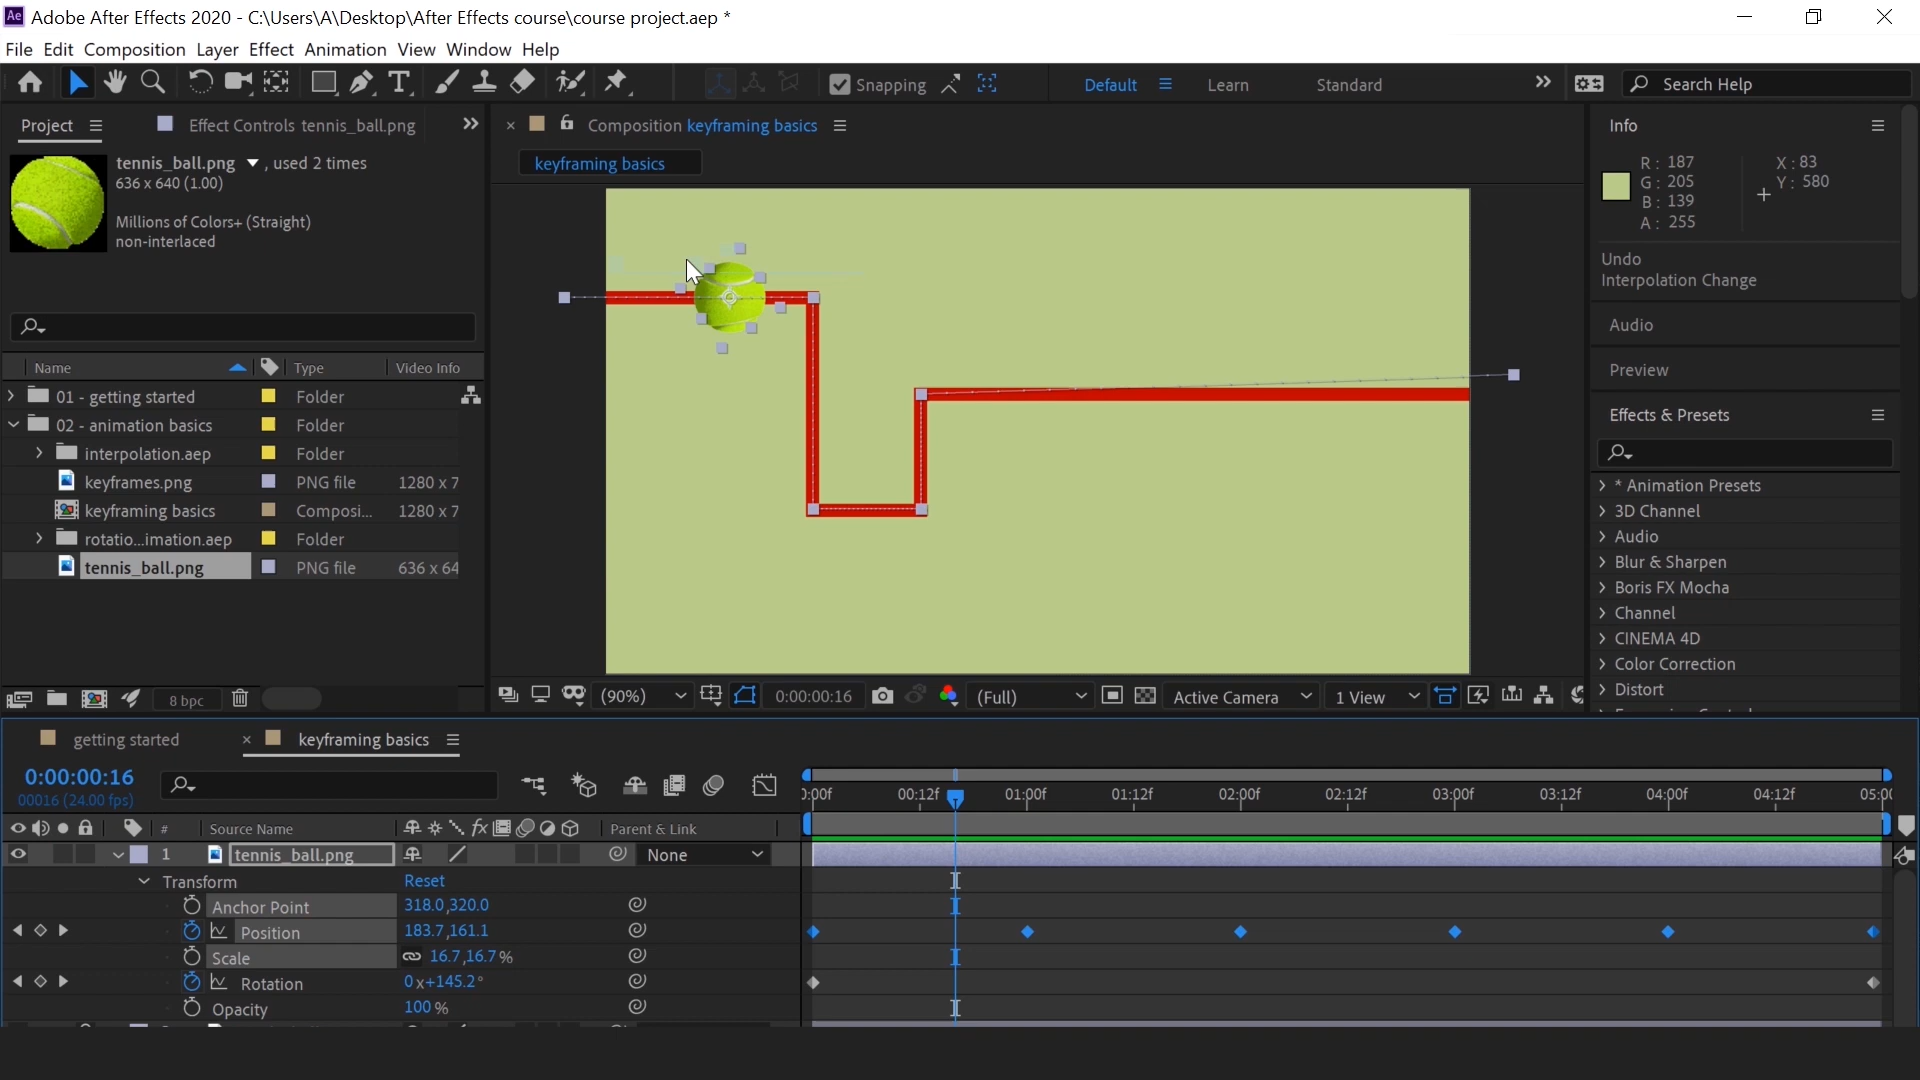 Ae Adobe After Effects 2020 - C:\Users\A\Desktop\After Effects course\course project.aep *
File Edit Composition Layer Effect Animation View Window Help
Snapping
Default
Learn
Standard
Search Help
Project
Effect Controls tennis_ball.png
tennis_ball.png , used 2 times
636 x 640 (1.00)
Millions of Colors+ (Straight)
non-interlaced
Name Type Video Info
01 - getting started Folder
02 - animation basics Folder
interpolation.aep Folder
keyframes.png PNG file 1280 x 7
keyframing basics Composi... 1280 x 7
rotatio...imation.aep Folder
tennis_ball.png PNG file 636 x 64
8 bpc
Composition keyframing basics
keyframing basics
(90%) 0:00:00:16 (Full) Active Camera 1 View
Info
R: 187 X: 83
G: 205 Y: 580
B: 139
A: 255
Undo
Interpolation Change
Audio
Preview
Effects & Presets
* Animation Presets
3D Channel
Audio
Blur & Sharpen
Boris FX Mocha
Channel
CINEMA 4D
Color Correction
Distort
getting started
keyframing basics
0:00:00:16
00016 (24.00 fps)
:00f 00:12f 01:00f 01:12f 02:00f 02:12f 03:00f 03:12f 04:00f 04:12f 05:00
# Source Name fx Parent & Link
1 tennis_ball.png None
Transform Reset
Anchor Point 318.0,320.0
Position 183.7,161.1
Scale 16.7,16.7 %
Rotation 0x+145.2°
Opacity 100 %